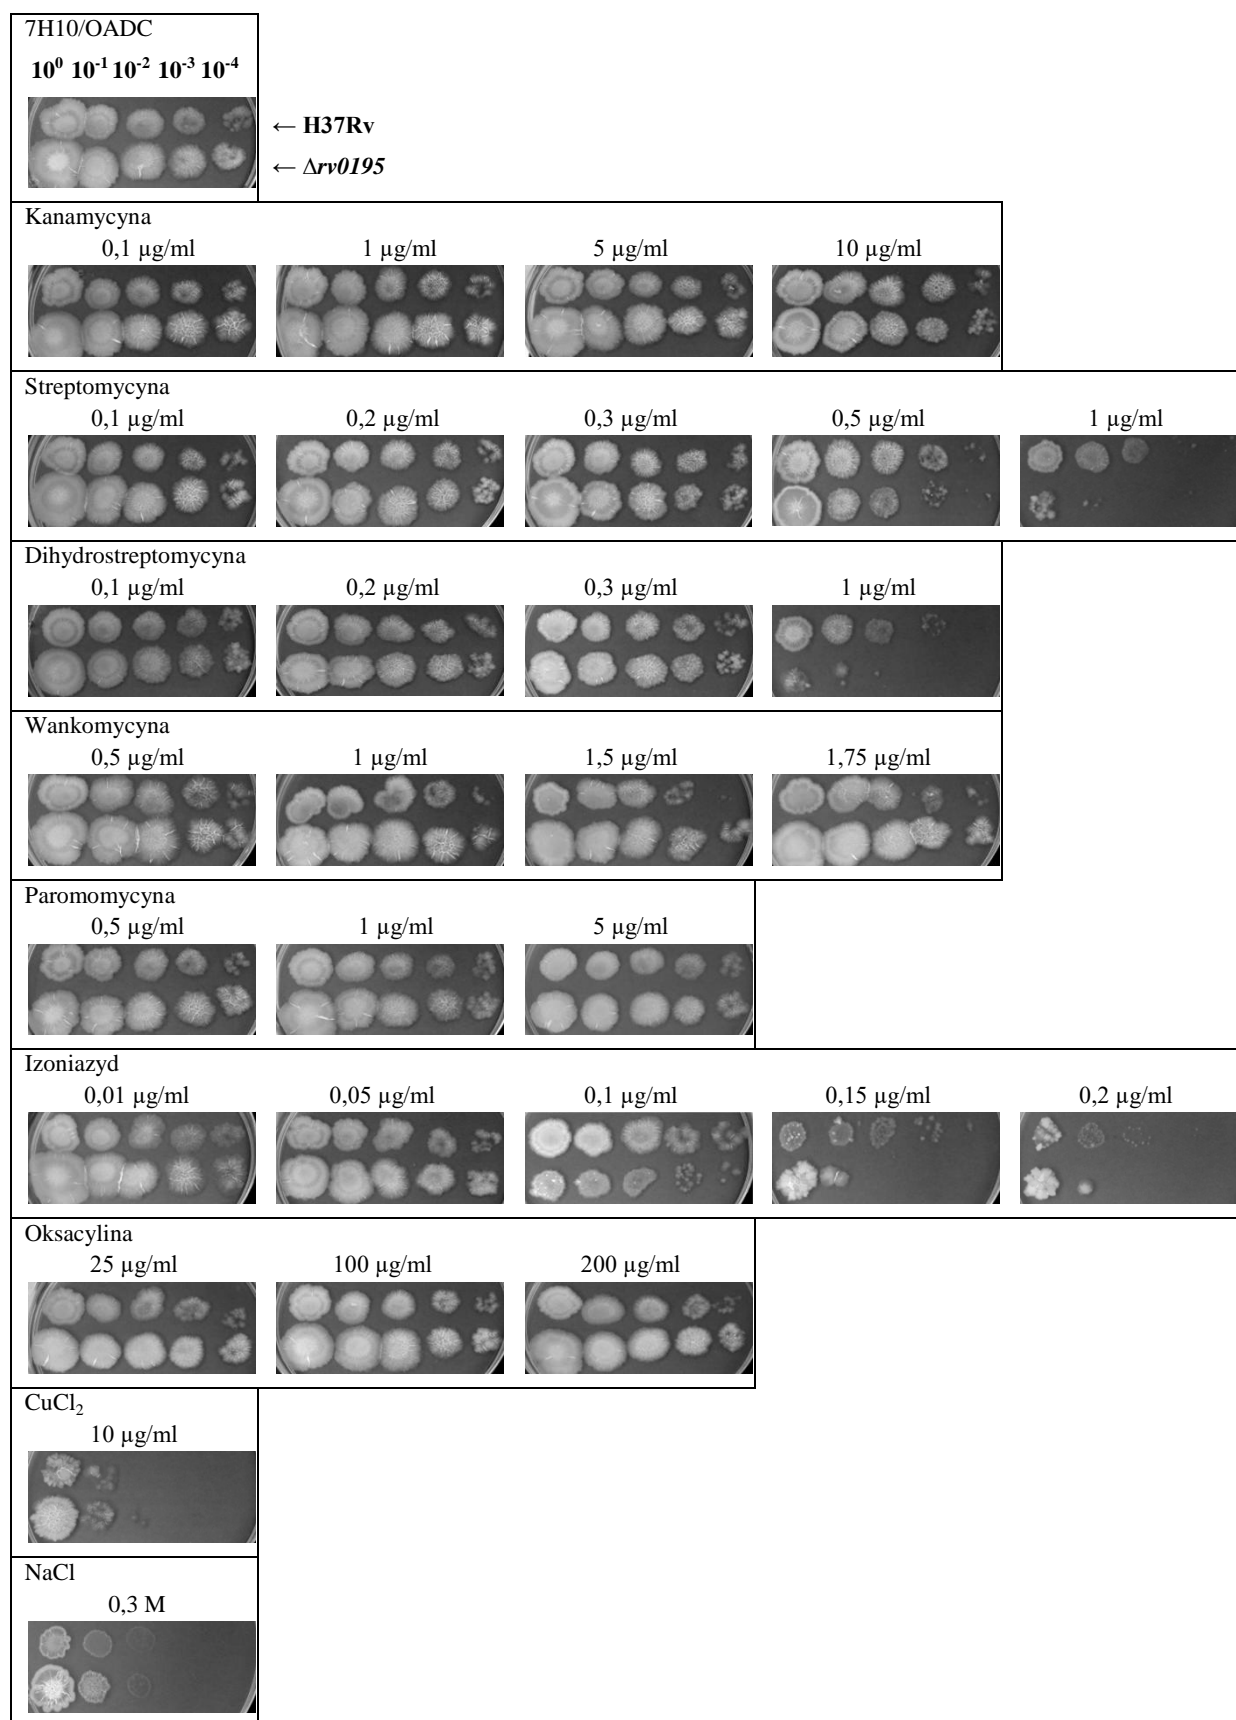 7H10/OADC
10⁰ 10⁻¹ 10⁻² 10⁻³ 10⁻⁴
← H37Rv
← Δrv0195
Kanamycyna
0,1 µg/ml 1 µg/ml 5 µg/ml 10 µg/ml
Streptomycyna
0,1 µg/ml 0,2 µg/ml 0,3 µg/ml 0,5 µg/ml 1 µg/ml
Dihydrostreptomycyna
0,1 µg/ml 0,2 µg/ml 0,3 µg/ml 1 µg/ml
Wankomycyna
0,5 µg/ml 1 µg/ml 1,5 µg/ml 1,75 µg/ml
Paromomycyna
0,5 µg/ml 1 µg/ml 5 µg/ml
Izoniazyd
0,01 µg/ml 0,05 µg/ml 0,1 µg/ml 0,15 µg/ml 0,2 µg/ml
Oksacylina
25 µg/ml 100 µg/ml 200 µg/ml
CuCl₂
10 µg/ml
NaCl
0,3 M